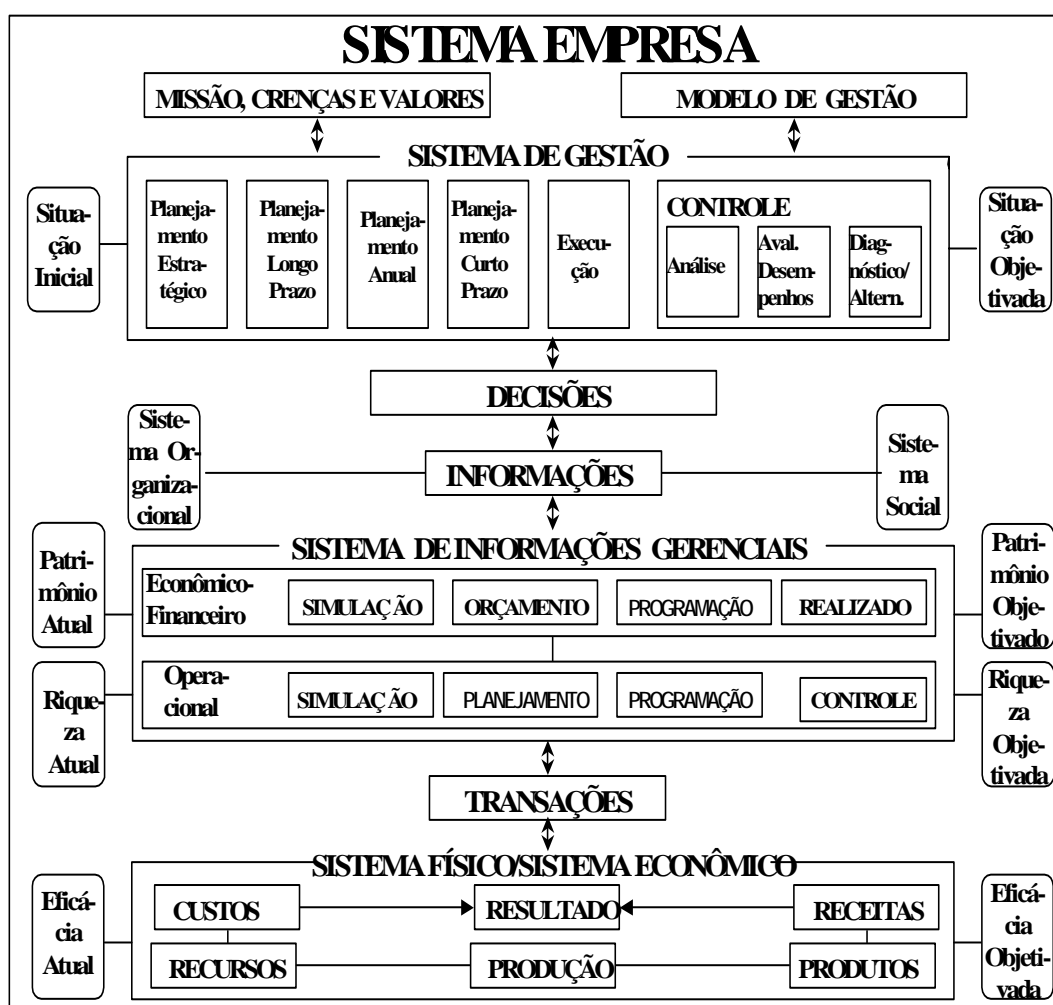 SISTEMA EMPRESA
MISSÃO, CRENÇAS E VALORES
MODELO DE GESTÃO
SISTEMA DE GESTÃO
Situa-
ção
Inicial
Planeja-
mento
Estra-
tégico
Planeja-
mento
Longo
Prazo
Planeja-
mento
Anual
Planeja-
mento
Curto
Prazo
Execu-
ção
CONTROLE
Análise
Aval.
Desem-
penhos
Diag-
nóstico/
Altern.
Situa-
ção
Obje-
tivada
DECISÕES
Siste-
ma Or-
ganiza-
cional
INFORMAÇÕES
Siste-
ma
Social
SISTEMA DE INFORMAÇÕES GERENCIAIS
Patri-
mônio
Atual
Econômico-
Financeiro
SIMULAÇÃO
ORÇAMENTO
PROGRAMAÇÃO
REALIZADO
Patri-
mônio
Obje-
tivado
Rique-
za
Atual
Opera-
cional
SIMULAÇÃO
PLANEJAMENTO
PROGRAMAÇÃO
CONTROLE
Rique-
za
Obje-
tivada
TRANSAÇÕES
SISTEMA FÍSICO/SISTEMA ECONÔMICO
Eficá-
cia
Atual
CUSTOS
RESULTADO
RECEITAS
RECURSOS
PRODUÇÃO
PRODUTOS
Eficácia
cia
Objeti-
vada